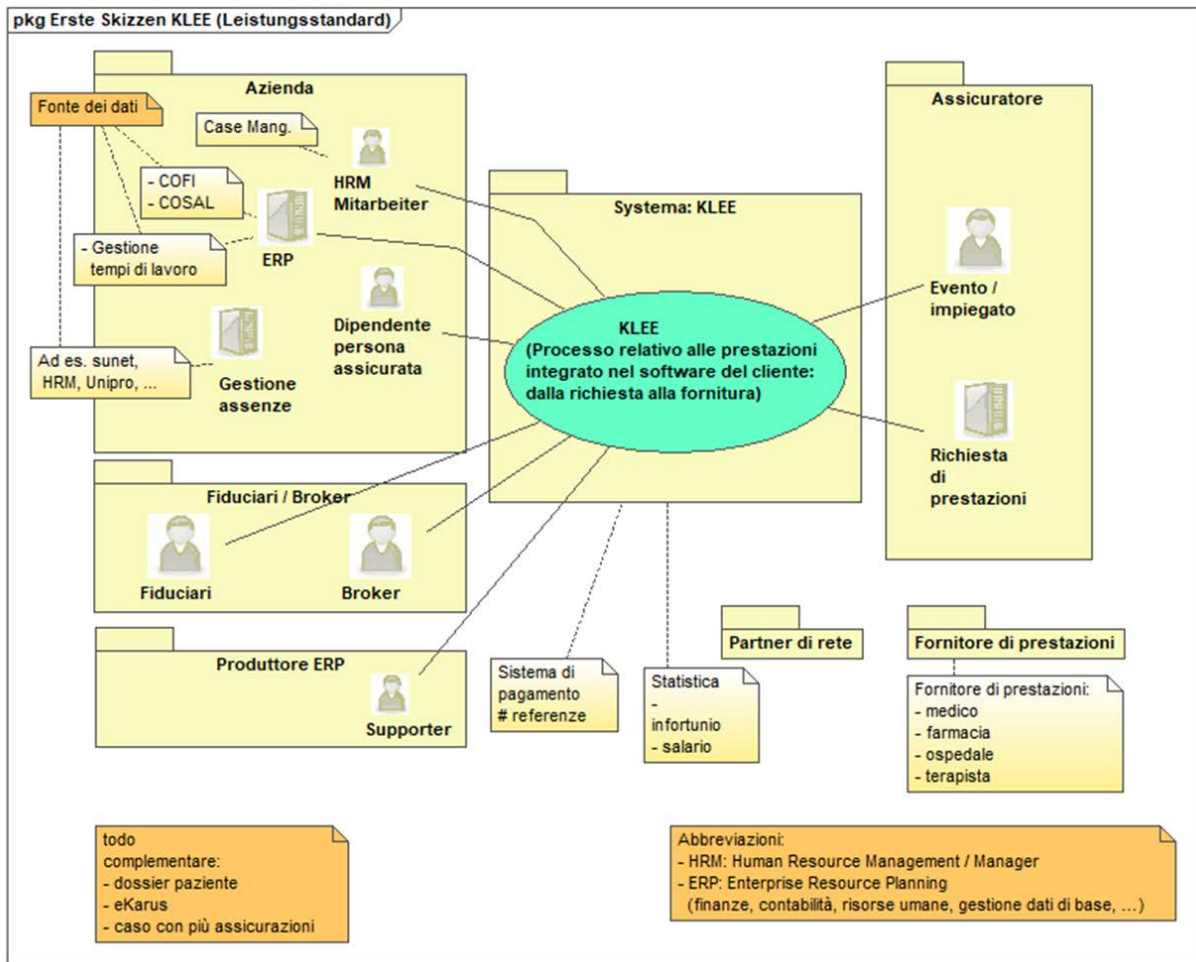 pkg Erste Skizzen KLEE (Leistungsstandard)
Azienda
Fonte dei dati
Case Mang.
HRM
Mitarbeiter
- COFI
- COSAL
ERP
- Gestione
tempi di lavoro
Dipendente
persona
assicurata
Ad es. sunet,
HRM, Unipro, ...
Gestione
assenze
Systema: KLEE
KLEE
(Processo relativo alle prestazioni
integrato nel software del cliente:
dalla richiesta alla fornitura)
Assicuratore
Evento /
impiegato
Richiesta
di
prestazioni
Fiduciari / Broker
Fiduciari
Broker
Produttore ERP
Supporter
Sistema di
pagamento
# referenze
Statistica
-
infortunio
- salario
Partner di rete
Fornitore di prestazioni
Fornitore di prestazioni:
- medico
- farmacia
- ospedale
- terapista
todo
complementare:
- dossier paziente
- eKarus
- caso con più assicurazioni
Abbreviazioni:
- HRM: Human Resource Management / Manager
- ERP: Enterprise Resource Planning
(finanze, contabilità, risorse umane, gestione dati di base, ...)